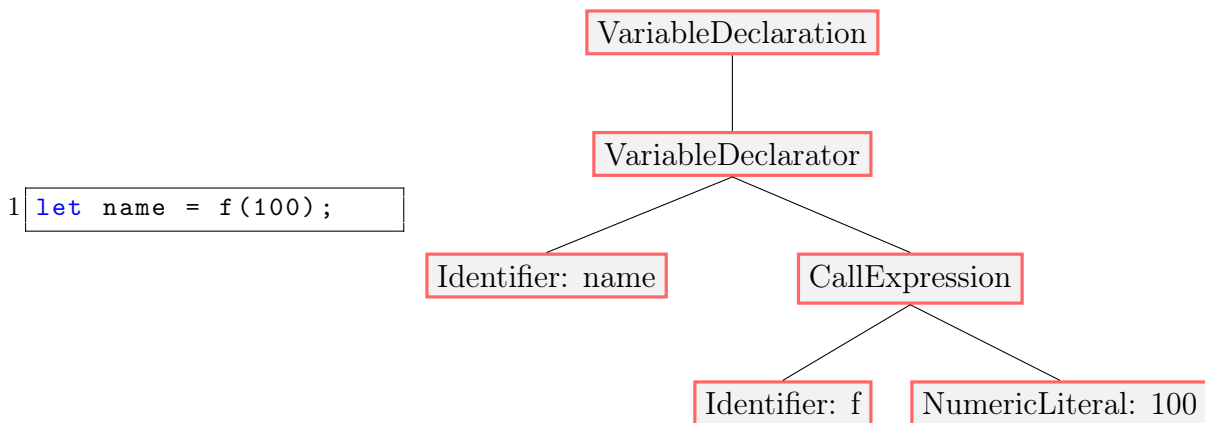 VariableDeclaration
VariableDeclarator
1 let name = f(100);
Identifier: name
CallExpression
Identifier: f
NumericLiteral: 100